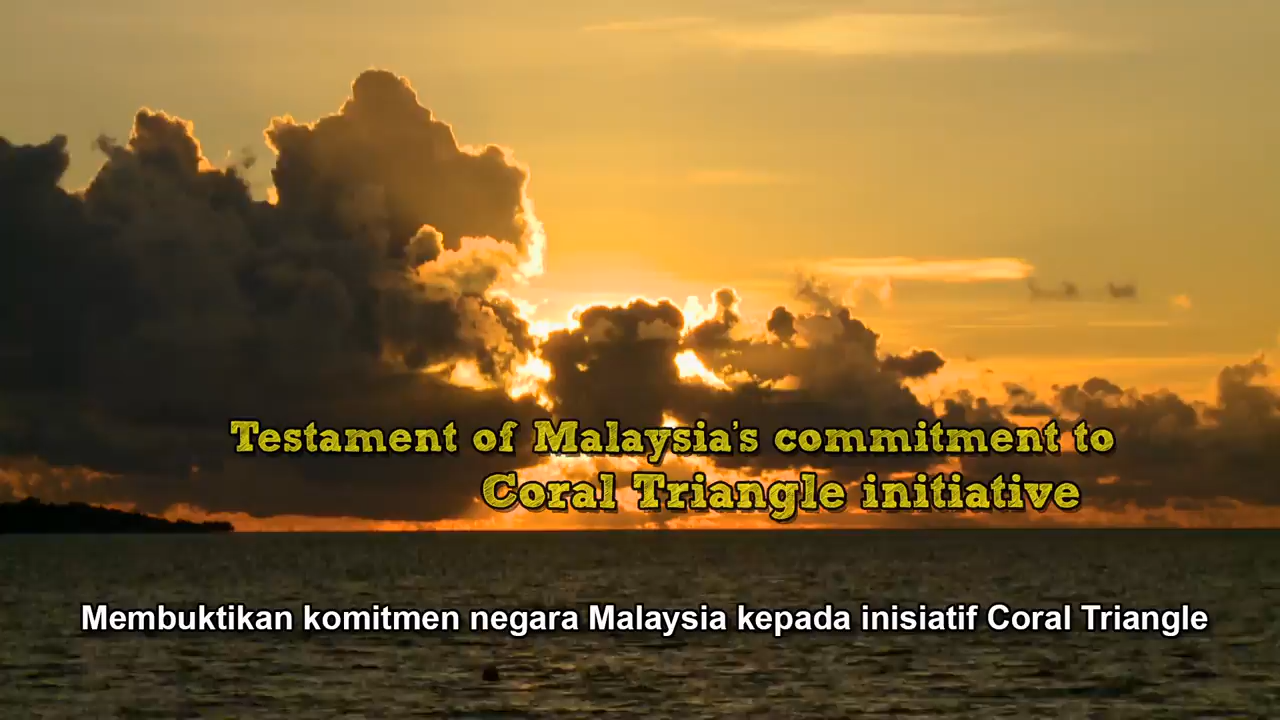 Testament of Malaysia's commitment to
Coral Triangle initiative
Membuktikan komitmen negara Malaysia kepada inisiatif Coral Triangle